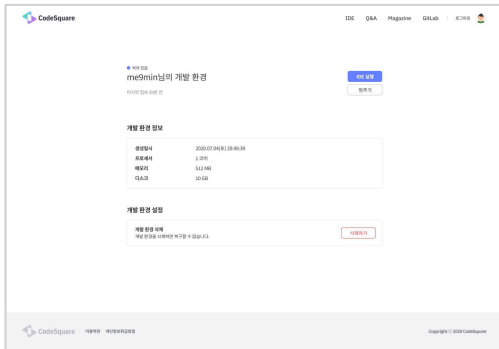 CodeSquare
IDE Q&A Magazine GitLab 로그아웃
me9min님의 개발 환경
IDE 실행
멈추기
개발 환경 정보
생성일시 2020.07.04(토) 20:48:39
프로세서 1 코어
메모리 512 MB
디스크 10 GB
개발 환경 설정
개발 환경 삭제
개발 환경을 삭제하면 복구할 수 없습니다.
삭제하기
CodeSquare 이용약관 개인정보취급방침
Copyright © 2020 CodeSquare